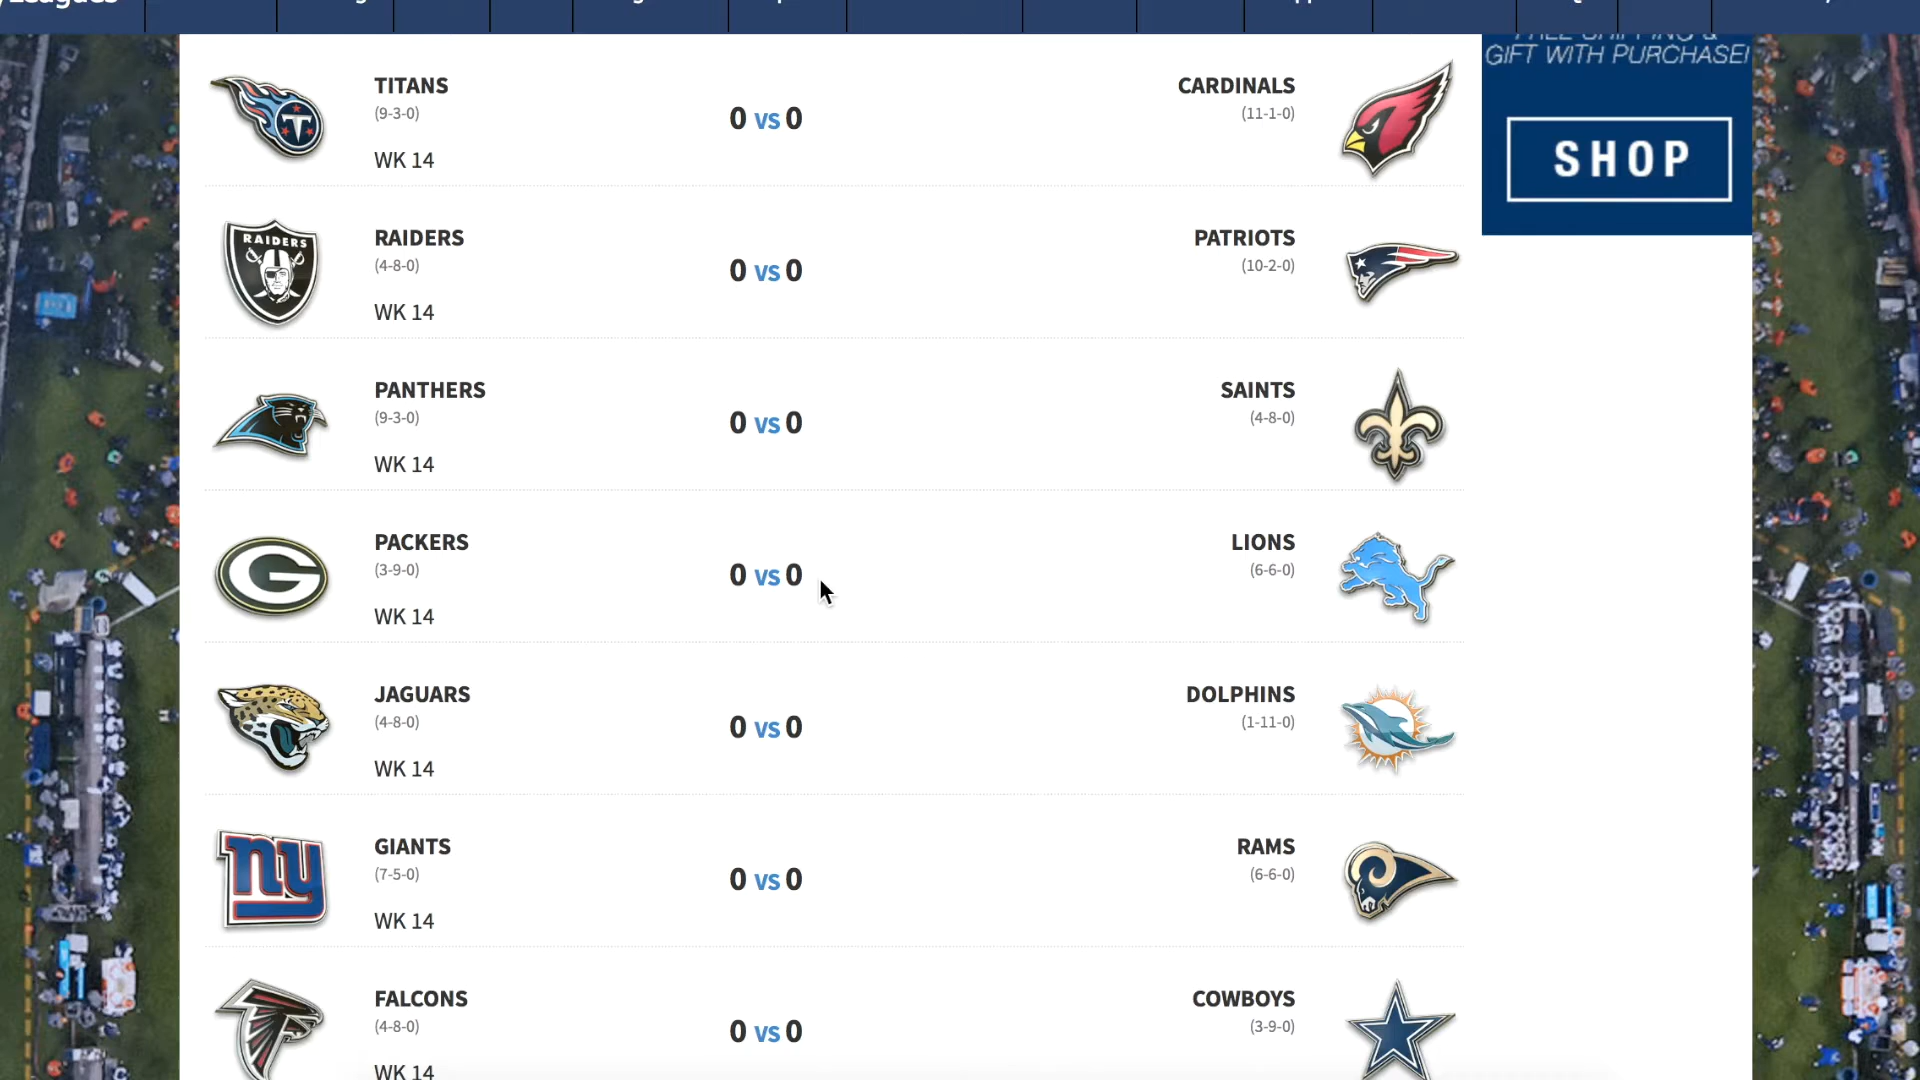 GIFT WITH PURCHASE!
SHOP
TITANS
(9-3-0)
WK 14
0 VS 0
CARDINALS
(11-1-0)
RAIDERS
RAIDERS
(4-8-0)
WK 14
0 VS 0
PATRIOTS
(10-2-0)
PANTHERS
(9-3-0)
WK 14
0 VS 0
SAINTS
(4-8-0)
G
PACKERS
(3-9-0)
WK 14
0 VS 0
LIONS
(6-6-0)
JAGUARS
(4-8-0)
WK 14
0 VS 0
DOLPHINS
(1-11-0)
ny
GIANTS
(7-5-0)
WK 14
0 VS 0
RAMS
(6-6-0)
FALCONS
(4-8-0)
WK 14
0 VS 0
COWBOYS
(3-9-0)